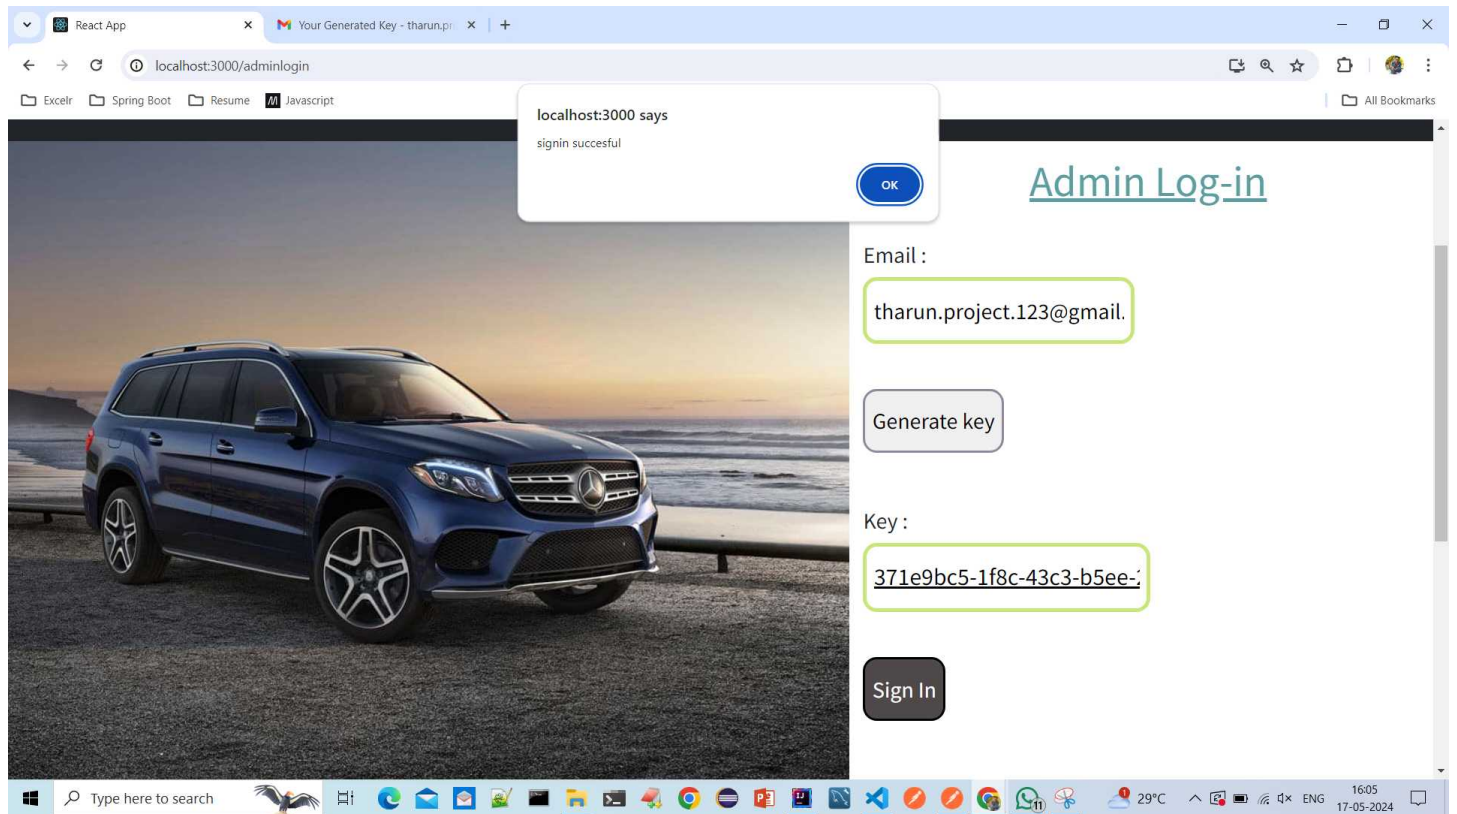 React App
Your Generated Key - tharun.pr
localhost:3000/adminlogin
Excelr
Spring Boot
Resume
Javascript
All Bookmarks
localhost:3000 says
signin succesful
OK
Admin Log-in
Email :
tharun.project.123@gmail.
Generate key
Key :
371e9bc5-1f8c-43c3-b5ee-
Sign In
Type here to search
11
29°C
ENG
16:05
17-05-2024